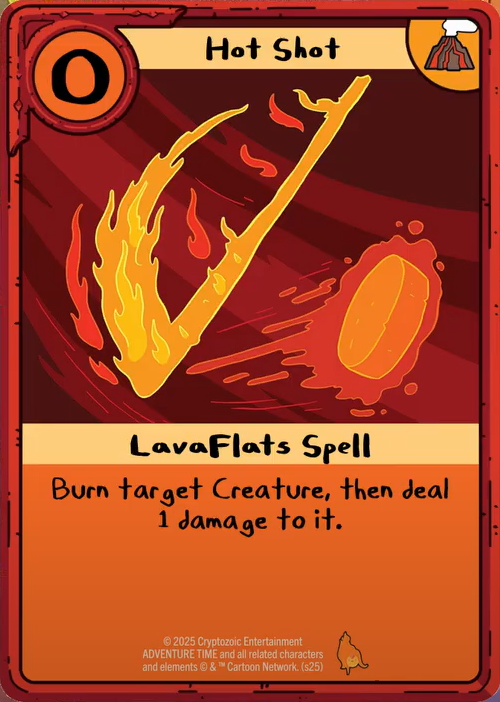 0
Hot Shot
LavaFlats Spell
Burn target Creature, then deal
1 damage to it.
© 2025 Cryptozoic Entertainment
ADVENTURE TIME and all related characters
and elements © & ™ Cartoon Network. (s25)